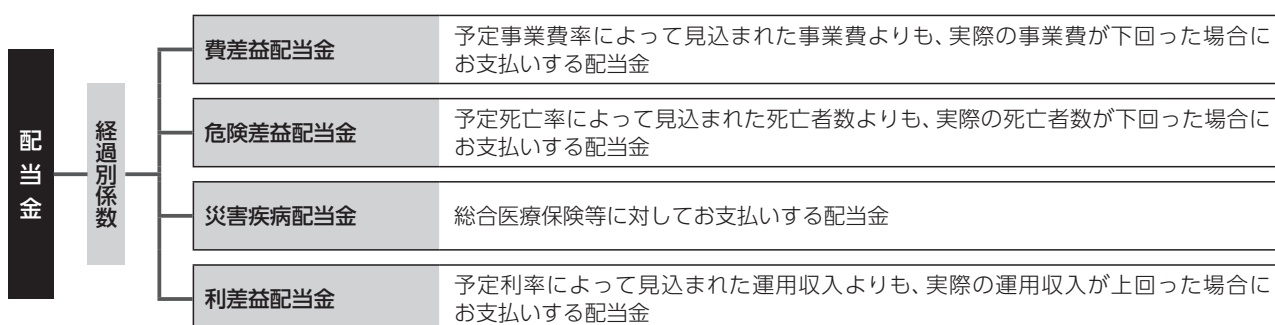 配当金
経過別係数
費差益配当金
予定事業費率によって見込まれた事業費よりも、実際の事業費が下回った場合に
お支払いする配当金
危険差益配当金
予定死亡率によって見込まれた死亡者数よりも、実際の死亡者数が下回った場合に
お支払いする配当金
災害疾病配当金
総合医療保険等に対してお支払いする配当金
利差益配当金
予定利率によって見込まれた運用収入よりも、実際の運用収入が上回った場合に
お支払いする配当金